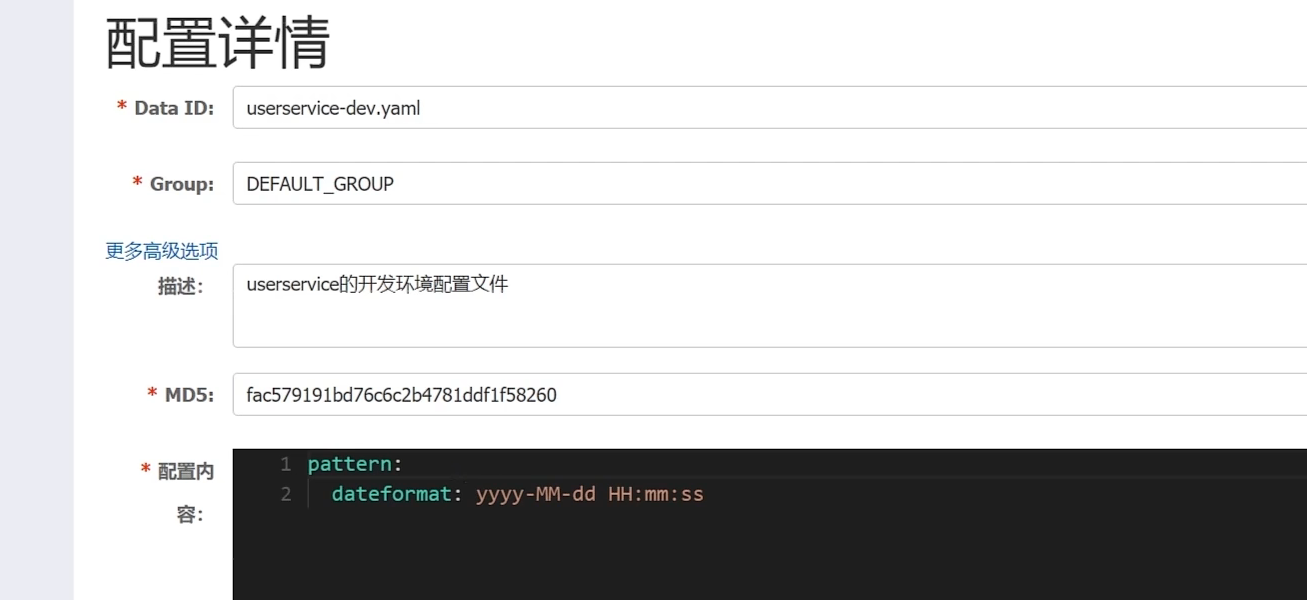 配置详情
* Data ID: userservice-dev.yaml
* Group: DEFAULT_GROUP
更多高级选项
描述: userservice的开发环境配置文件
* MD5: fac579191bd76c6c2b4781ddf1f58260
* 配置内容:
1 pattern:
2 dateformat: yyyy-MM-dd HH:mm:ss